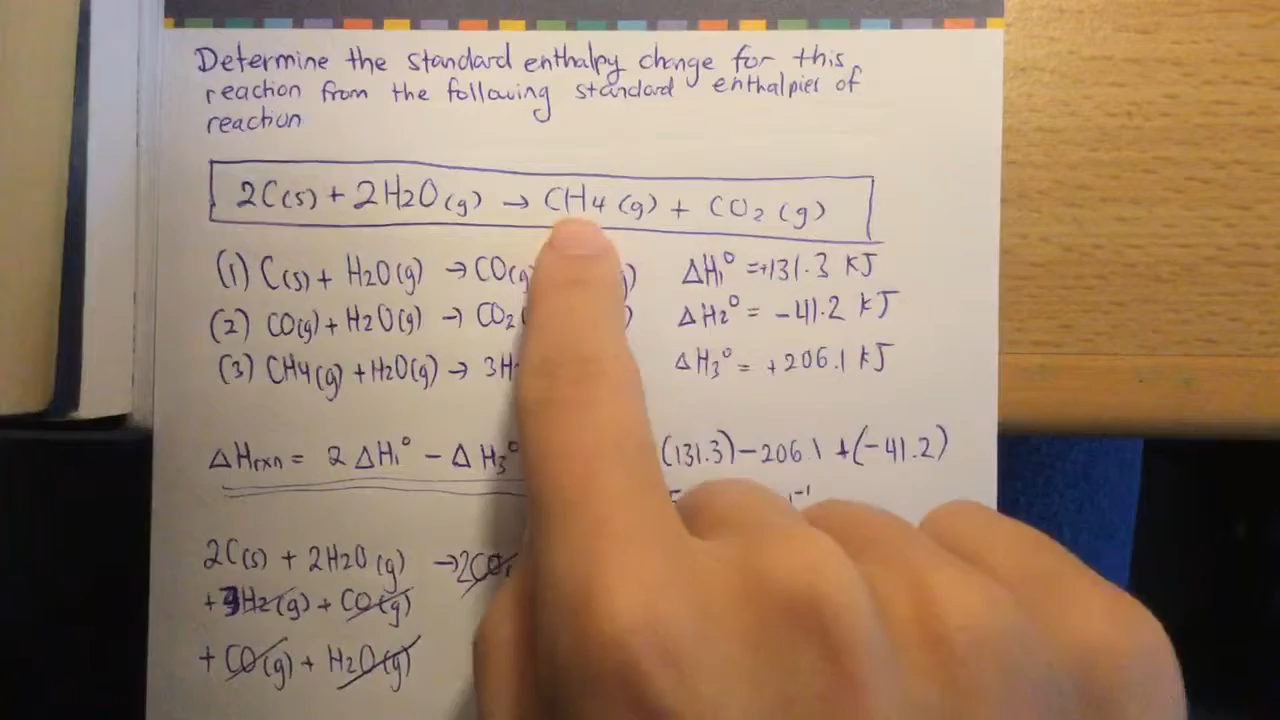 Determine the standard enthalpy change for this
reaction from the following standard enthalpies of
reaction
2C(s) + 2H2O(g) → CH4(g) + CO2(g)
(1) C(s) + H2O(g) → CO(g ΔH1° = +131.3 KJ
(2) CO(g) + H2O(g) → CO2 ΔH2° = -41.2 KJ
(3) CH4(g) + H2O(g) → 3H ΔH3° = +206.1 KJ
ΔHrxn = 2ΔH1° - ΔH3° (131.3) - 206.1 + (-41.2)
2C(s) + 2H2O(g) → 2CO
+ 3H2(g) + CO(g)
+ CO(g) + H2O(g)